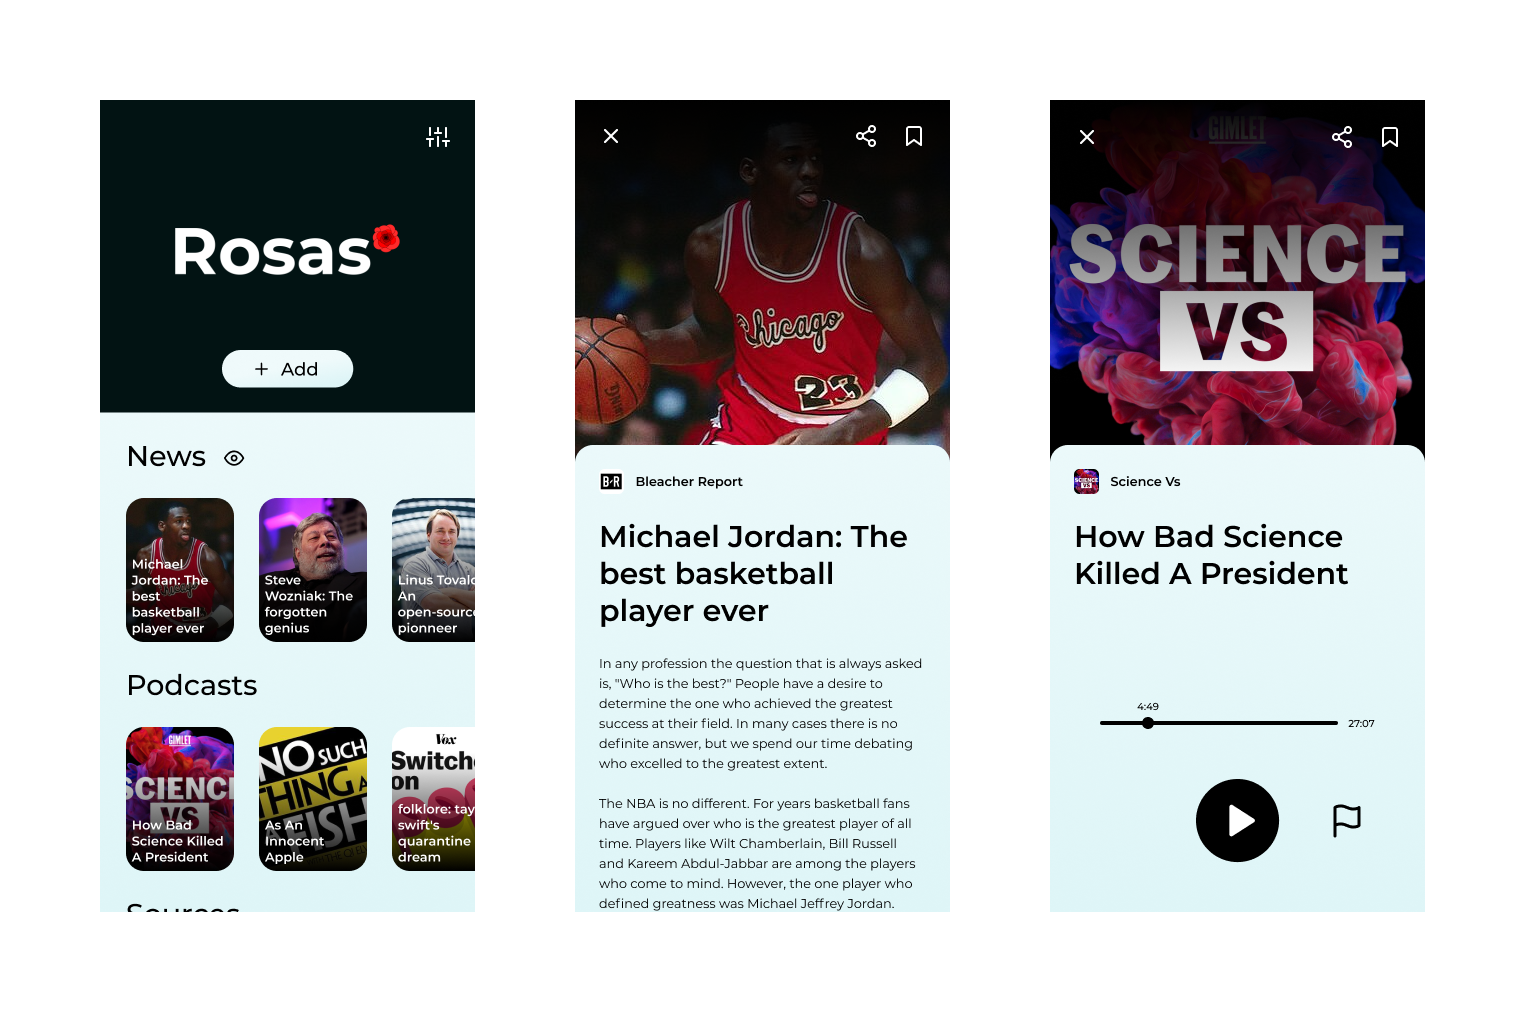 Rosas
+ Add
News
Michael
Jordan: The
best
basketball
player ever
Steve
Wozniak: The
forgotten
genius
Linus Tovald
An
open-source
pionneer
Podcasts
GIMLET
SCIENCE
VS
How Bad
Science Killed
A President
NO SUCH
THING A
A FISH
As An
Innocent
Apple
Vox
Switche
on
folklore: tay
swift's
quarantine
dream
Sources
Chicago
23
Bleacher Report
B/R
Michael Jordan: The
best basketball
player ever
In any profession the question that is always asked
is, "Who is the best?" People have a desire to
determine the one who achieved the greatest
success at their field. In many cases there is no
definite answer, but we spend our time debating
who excelled to the greatest extent.
The NBA is no different. For years basketball fans
have argued over who is the greatest player of all
time. Players like Wilt Chamberlain, Bill Russell
and Kareem Abdul-Jabbar are among the players
who come to mind. However, the one player who
defined greatness was Michael Jeffrey Jordan.
GIMLET
SCIENCE
VS
SCIENCE
VS
Science Vs
How Bad Science
Killed A President
4:49
27:07